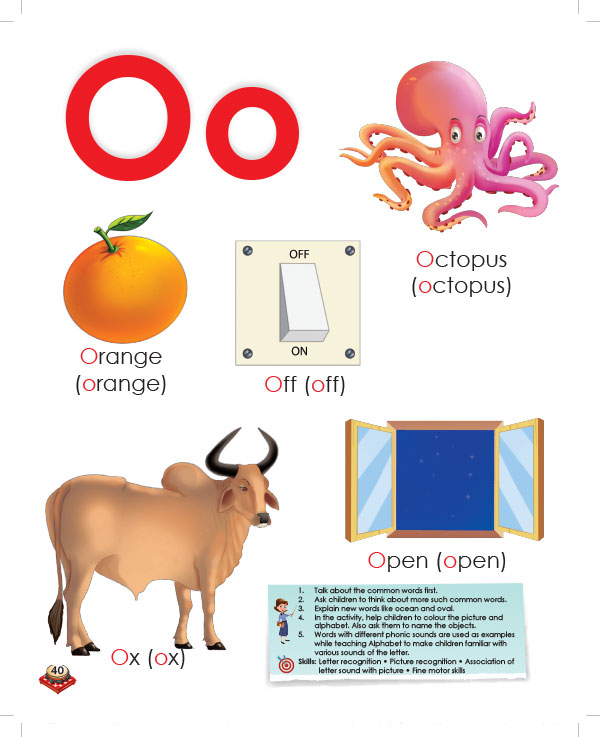 Oo
Octopus
(octopus)
OFF
ON
Orange
(orange)
Off (off)
Open (open)
Ox (ox)
1. Talk about the common words first.
2. Ask children to think about more such common words.
3. Explain new words like ocean and oval.
4. In the activity, help children to colour the picture and
alphabet. Also ask them to name the objects.
5. Words with different phonic sounds are used as examples
while teaching Alphabet to make children familiar with
various sounds of the letter.
Skills: Letter recognition • Picture recognition • Association of
letter sound with picture • Fine motor skills
40